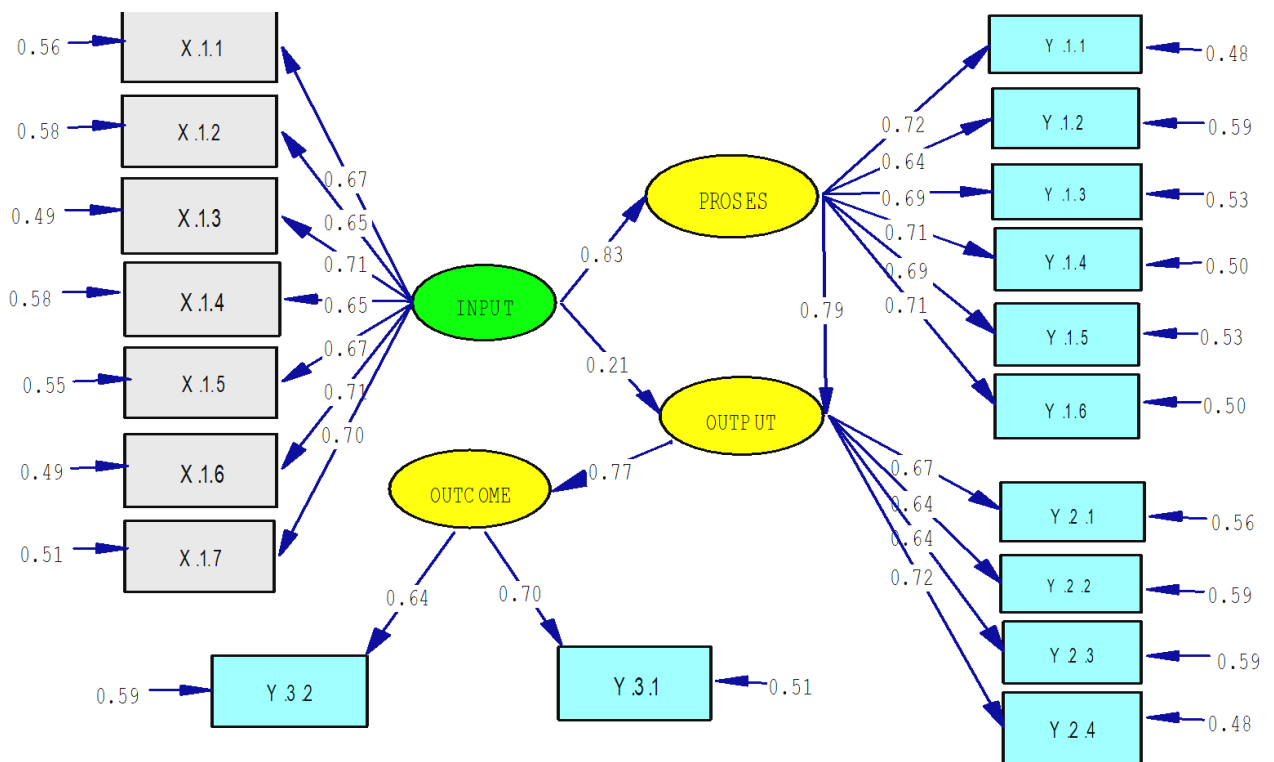 0.56
X.1.1
0.58
X.1.2
0.49
X.1.3
0.58
X.1.4
0.55
X.1.5
0.49
X.1.6
0.51
X.1.7
0.67
0.65
0.71
0.65
0.67
0.71
0.70
INPUT
0.83
0.21
PROSES
0.79
OUTPUT
0.77
OUTCOME
0.64
0.70
0.59
Y.3.2
Y.3.1
0.51
0.72
0.64
0.69
0.71
0.69
0.71
Y.1.1
0.48
Y.1.2
0.59
Y.1.3
0.53
Y.1.4
0.50
Y.1.5
0.53
Y.1.6
0.50
0.67
0.64
0.64
0.72
Y.2.1
0.56
Y.2.2
0.59
Y.2.3
0.59
Y.2.4
0.48